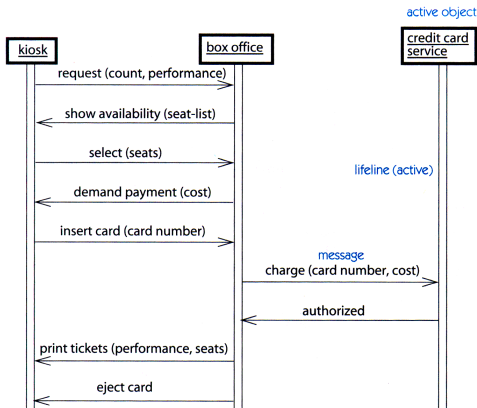 active object
kiosk
box office
credit card
service
request (count, performance)
show availability (seat-list)
select (seats)
lifeline (active)
demand payment (cost)
insert card (card number)
message
charge (card number, cost)
authorized
print tickets (performance, seats)
eject card